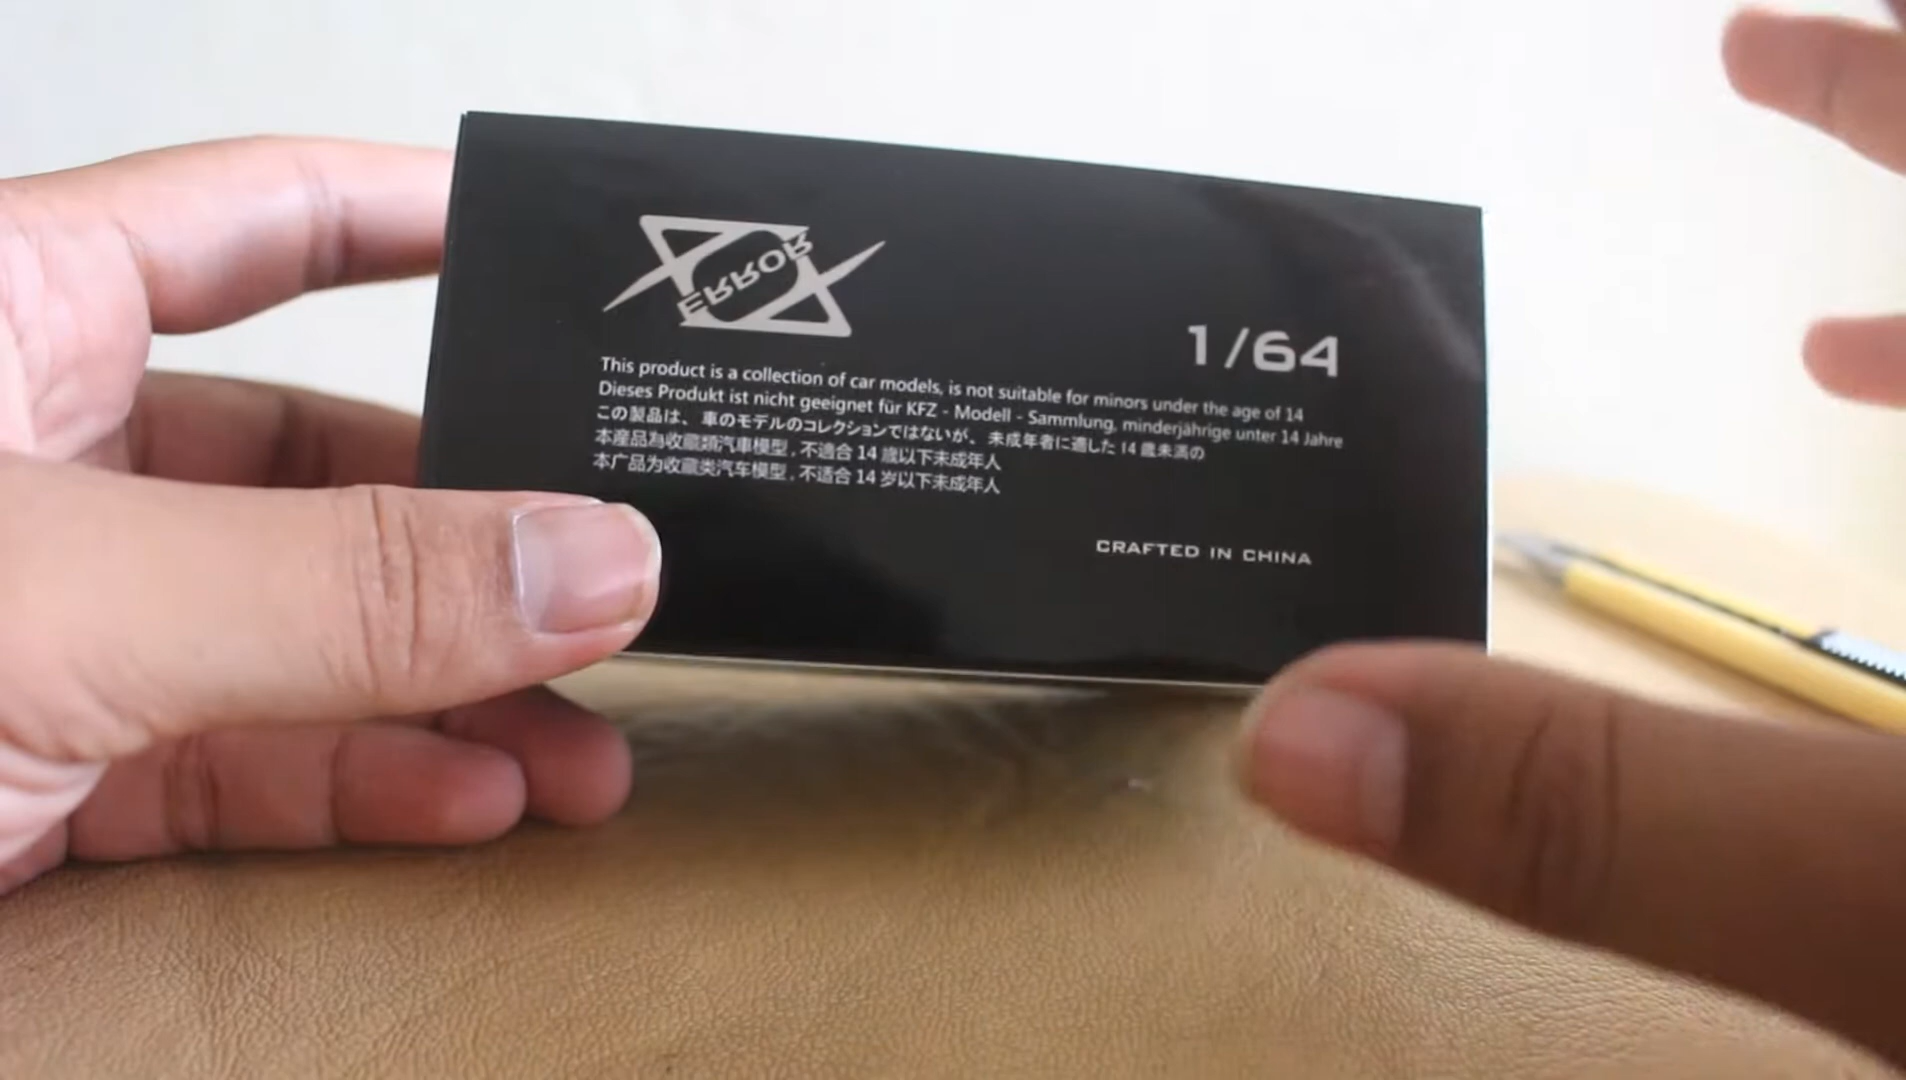 ERROR
1/64
This product is a collection of car models, is not suitable for minors under the age of 14
Dieses Produkt ist nicht geeignet für KFZ - Modell - Sammlung, minderjährige unter 14 Jahre
この製品は、車のモデルのコレクションではないが、未成年者に適した 14 歳未満の
本産品為收藏類汽車模型 , 不適合 14 歲以下未成年人
本广品为收藏类汽车模型 , 不适合 14 岁以下未成年人
CRAFTED IN CHINA